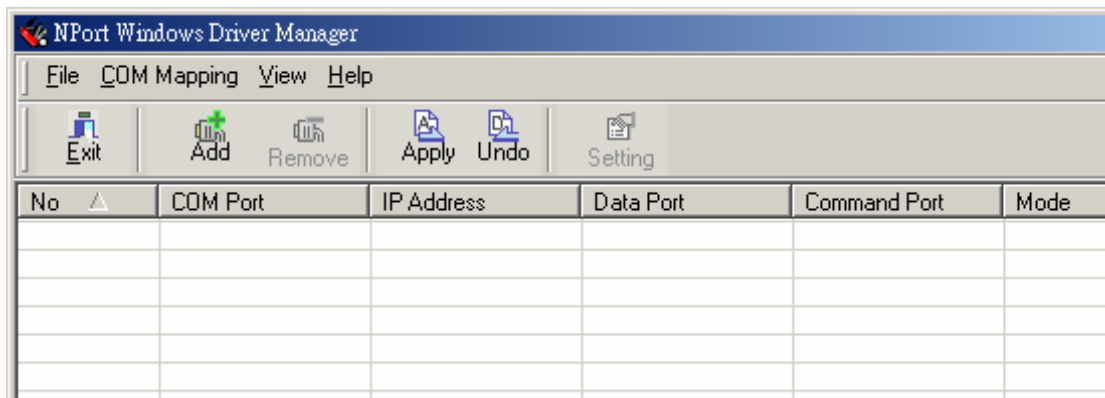 NPort Windows Driver Manager
File COM Mapping View Help
Exit Add Remove Apply Undo Setting
No COM Port IP Address Data Port Command Port Mode